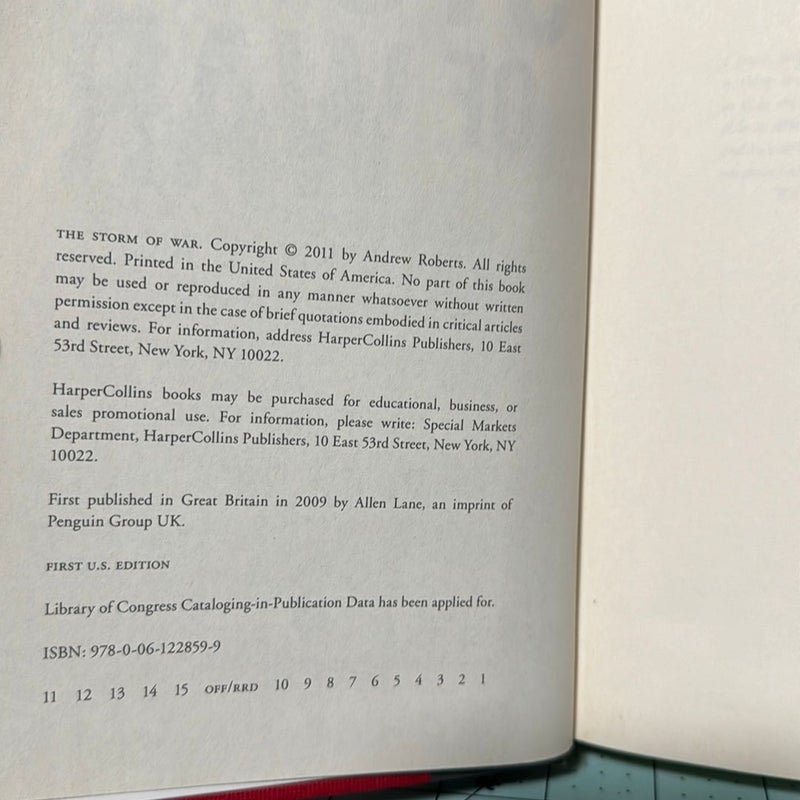 THE STORM OF WAR. Copyright © 2011 by Andrew Roberts. All rights
reserved. Printed in the United States of America. No part of this book
may be used or reproduced in any manner whatsoever without written
permission except in the case of brief quotations embodied in critical articles
and reviews. For information, address HarperCollins Publishers, 10 East
53rd Street, New York, NY 10022.
HarperCollins books may be purchased for educational, business, or
sales promotional use. For information, please write: Special Markets
Department, HarperCollins Publishers, 10 East 53rd Street, New York, NY
10022.
First published in Great Britain in 2009 by Allen Lane, an imprint of
Penguin Group UK.
FIRST U.S. EDITION
Library of Congress Cataloging-in-Publication Data has been applied for.
ISBN: 978-0-06-122859-9
11 12 13 14 15 OFF/RRD 10 9 8 7 6 5 4 3 2 1